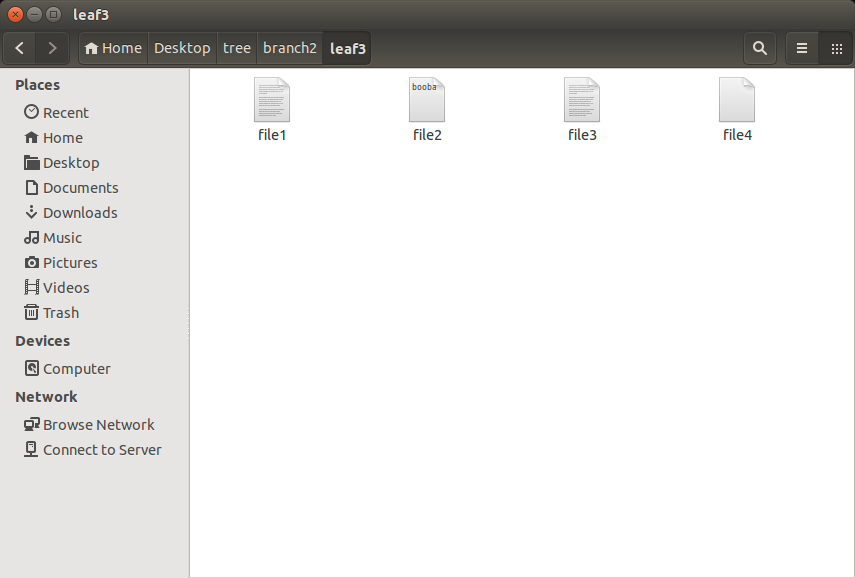 leaf3
Home Desktop tree branch2 leaf3
Places
Recent
Home
Desktop
Documents
Downloads
Music
Pictures
Videos
Trash
Devices
Computer
Network
Browse Network
Connect to Server
booba
file1 file2 file3 file4